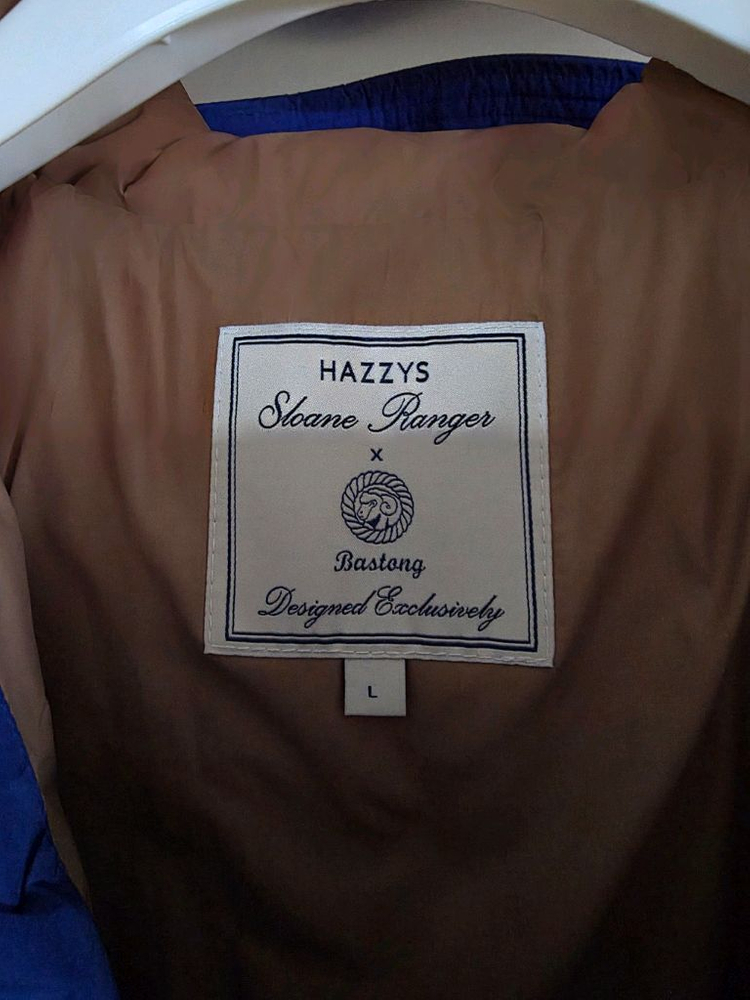 HAZZYS
Sloane Ranger
x
Bastong
Designed Exclusively
L